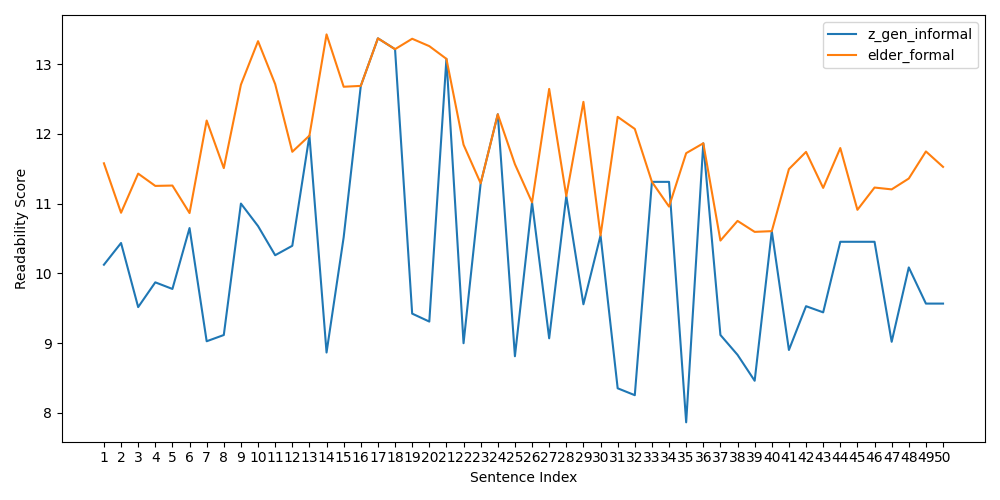 z_gen_informal
elder_formal
13
12
11
10
9
8
Readability Score
1 2 3 4 5 6 7 8 9 10 11 12 13 14 15 16 17 18 19 20 21 22 23 24 25 26 27 28 29 30 31 32 33 34 35 36 37 38 39 40 41 42 43 44 45 46 47 48 49 50
Sentence Index